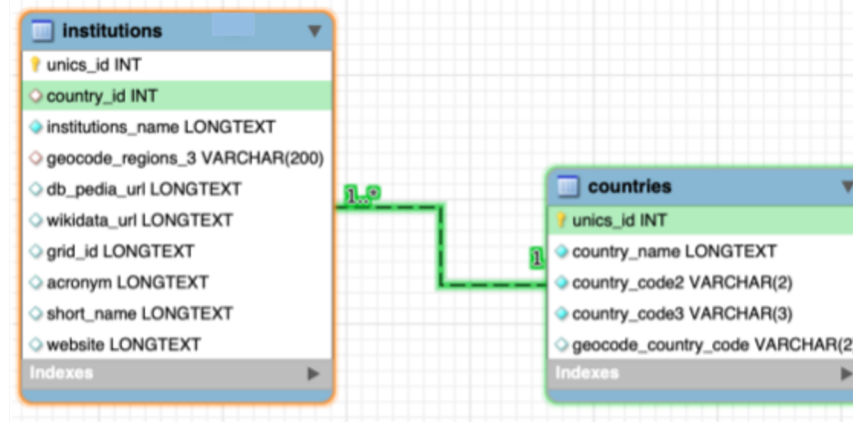 institutions
unics_id INT
country_id INT
institutions_name LONGTEXT
geocode_regions_3 VARCHAR(200)
db_pedia_url LONGTEXT
wikidata_url LONGTEXT
grid_id LONGTEXT
acronym LONGTEXT
short_name LONGTEXT
website LONGTEXT
Indexes
1..*
1
countries
unics_id INT
country_name LONGTEXT
country_code2 VARCHAR(2)
country_code3 VARCHAR(3)
geocode_country_code VARCHAR(2
Indexes